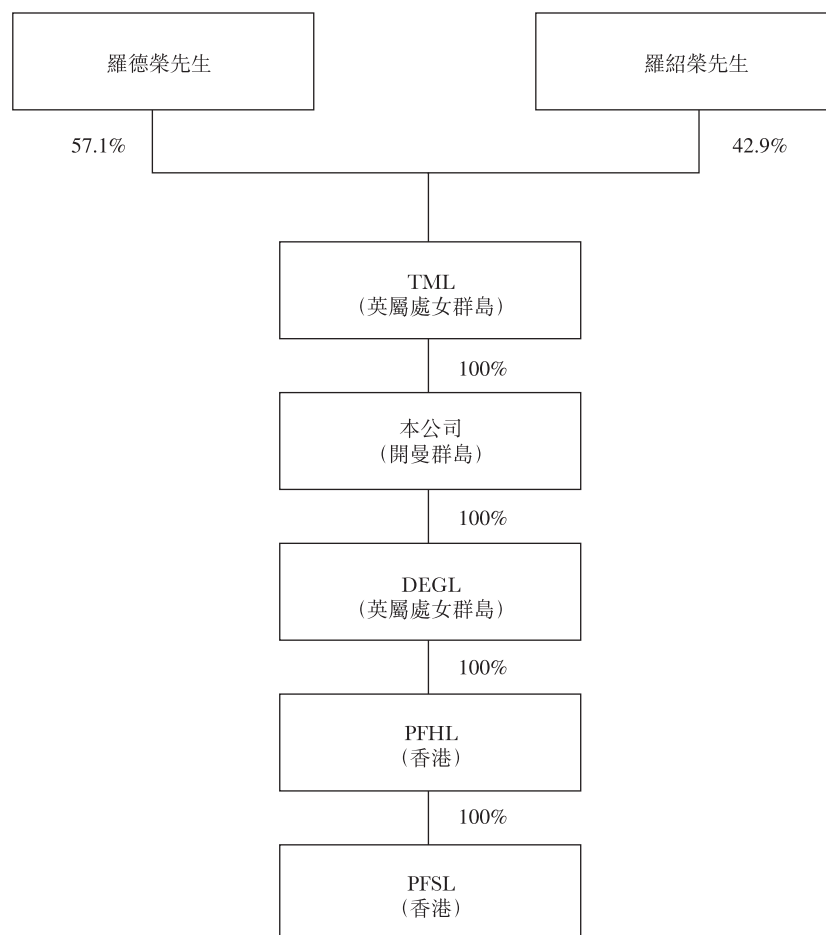 羅德榮先生
羅紹榮先生
57.1%
42.9%
TML
（英屬處女群島）
100%
本公司
（開曼群島）
100%
DEGL
（英屬處女群島）
100%
PFHL
（香港）
100%
PFSL
（香港）